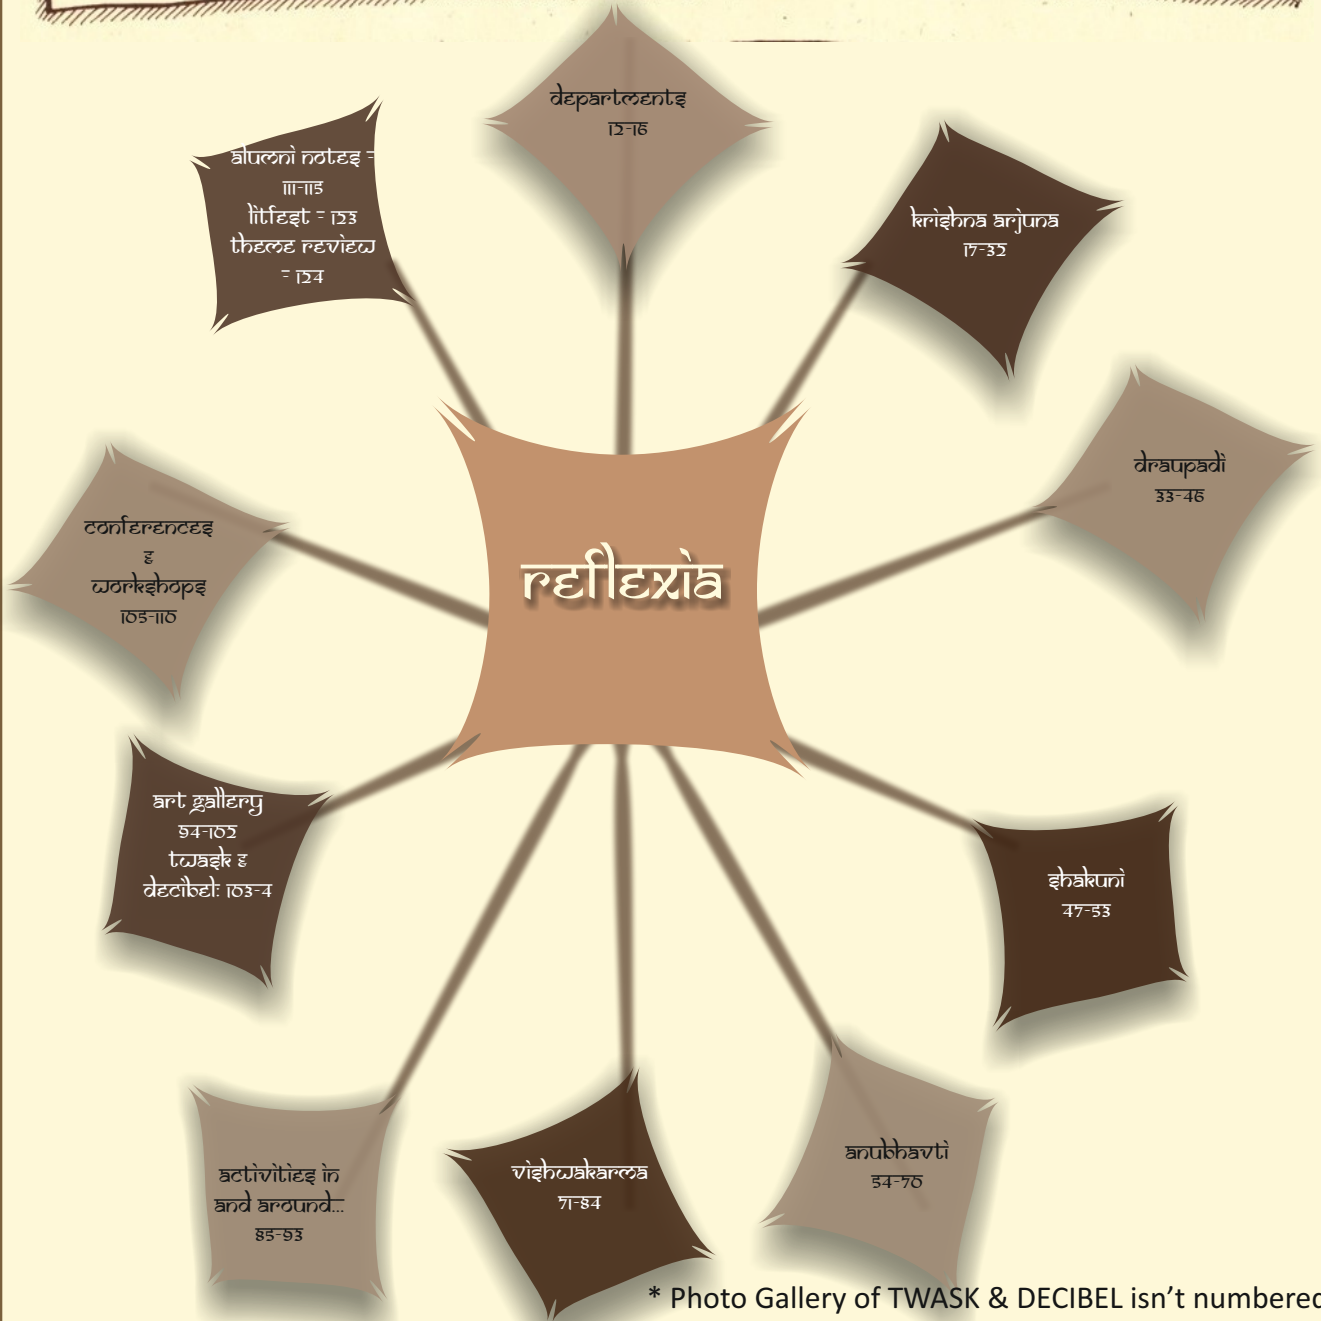 departments
12-16
alumni notes -
111-115
litfest - 123
theme review
- 124
krishna arjuna
17-32
draupadi
33-46
conferences
&
workshops
105-110
reflexia
art gallery
94-102
twask &
decibel: 103-4
shakuni
47-53
anubhavti
54-70
vishwakarma
71-84
activities in
and around...
85-93
* Photo Gallery of TWASK & DECIBEL isn't numbered